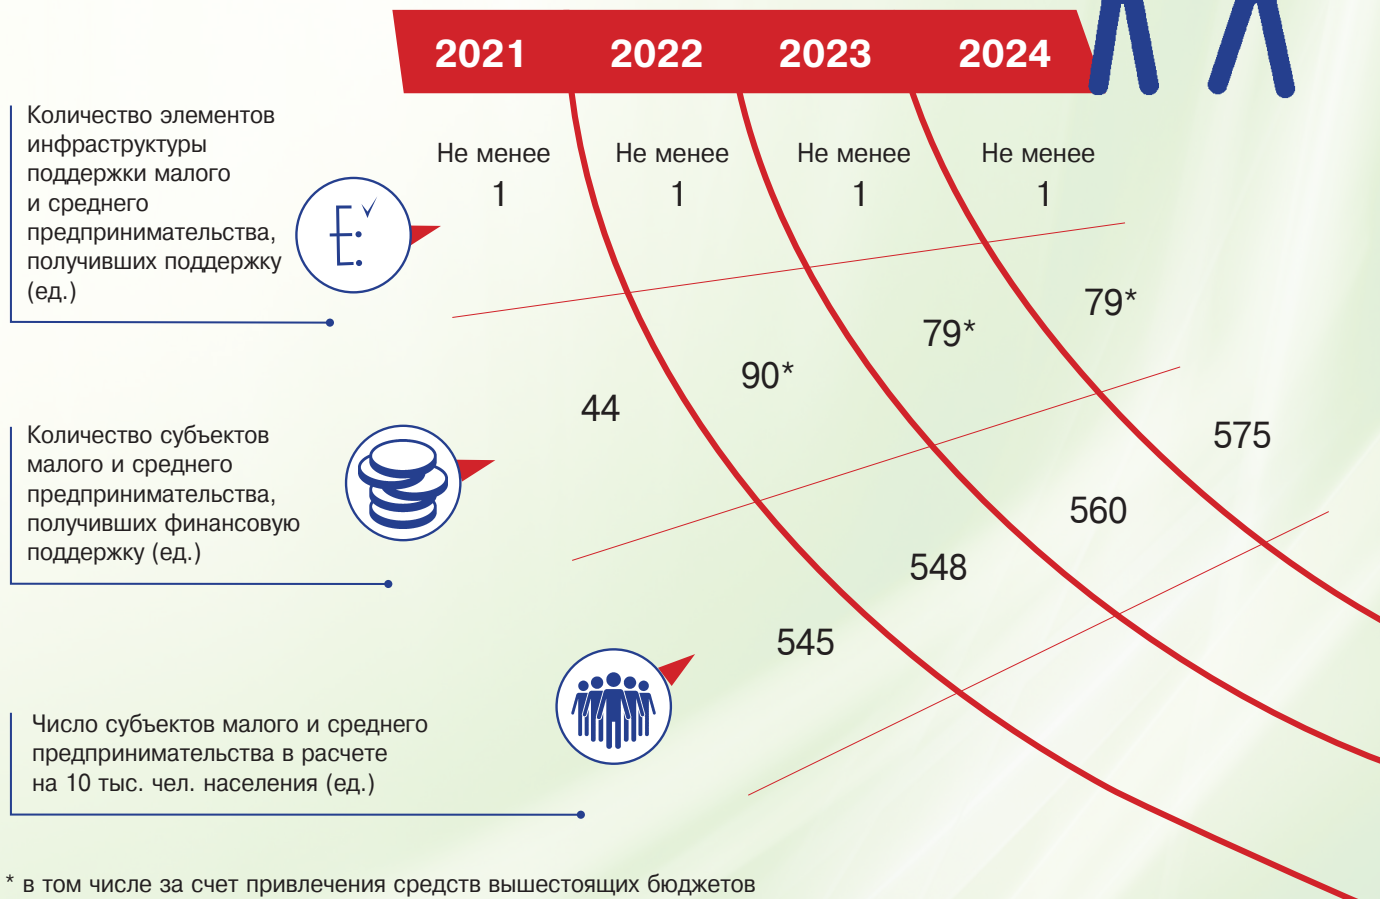 2021 2022 2023 2024
Количество элементов
инфраструктуры
поддержки малого
и среднего
предпринимательства,
получивших поддержку
(ед.)
Не менее Не менее Не менее Не менее
1 1 1 1
Количество субъектов
малого и среднего
предпринимательства,
получивших финансовую
поддержку (ед.)
44 90* 79* 79*
Число субъектов малого и среднего
предпринимательства в расчете
на 10 тыс. чел. населения (ед.)
545 548 560 575
* в том числе за счет привлечения средств вышестоящих бюджетов